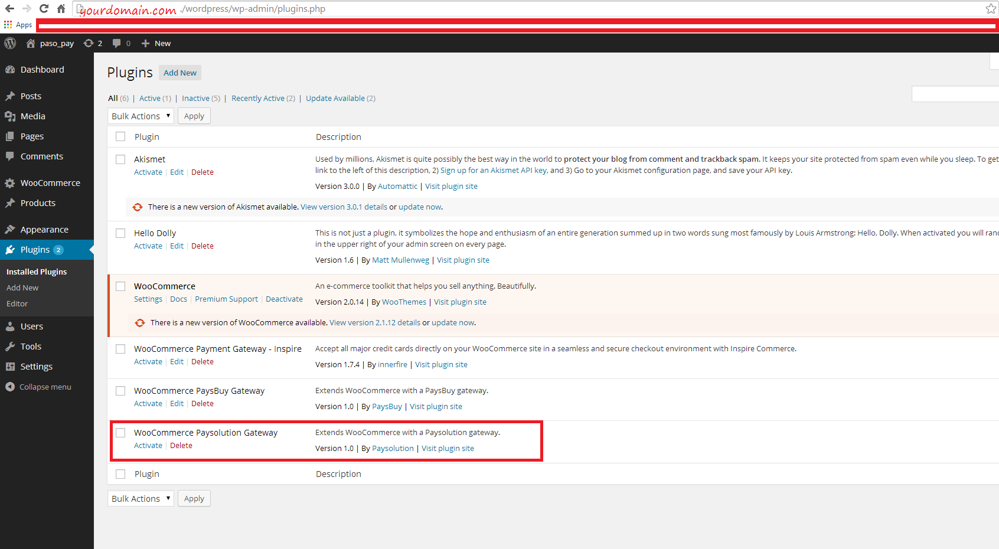 yourdomain.com ./wordpress/wp-admin/plugins.php
Apps
paso_pay 2 0 + New
Dashboard
Posts
Media
Pages
Comments
WooCommerce
Products
Appearance
Plugins 2
Installed Plugins
Add New
Editor
Users
Tools
Settings
Collapse menu
Plugins Add New
All (6) | Active (1) | Inactive (5) | Recently Active (2) | Update Available (2)
Bulk Actions Apply
Plugin Description
Akismet
Activate | Edit | Delete
Used by millions, Akismet is quite possibly the best way in the world to protect your blog from comment and trackback spam. It keeps your site protected from spam even while you sleep. To get
link to the left of this description, 2) Sign up for an Akismet API key, and 3) Go to your Akismet configuration page, and save your API key.
Version 3.0.0 | By Automattic | Visit plugin site
There is a new version of Akismet available. View version 3.0.1 details or update now.
Hello Dolly
Activate | Edit | Delete
This is not just a plugin, it symbolizes the hope and enthusiasm of an entire generation summed up in two words sung most famously by Louis Armstrong: Hello, Dolly. When activated you will ran
in the upper right of your admin screen on every page.
Version 1.6 | By Matt Mullenweg | Visit plugin site
WooCommerce
Settings | Docs | Premium Support | Deactivate
An e-commerce toolkit that helps you sell anything. Beautifully.
Version 2.0.14 | By WooThemes | Visit plugin site
There is a new version of WooCommerce available. View version 2.1.12 details or update now.
WooCommerce Payment Gateway - Inspire
Activate | Edit | Delete
Accept all major credit cards directly on your WooCommerce site in a seamless and secure checkout environment with Inspire Commerce.
Version 1.7.4 | By innerfire | Visit plugin site
WooCommerce PaysBuy Gateway
Activate | Edit | Delete
Extends WooCommerce with a PaysBuy gateway.
Version 1.0 | By PaysBuy | Visit plugin site
WooCommerce Paysolution Gateway
Activate | Delete
Extends WooCommerce with a Paysolution gateway.
Version 1.0 | By Paysolution | Visit plugin site
Plugin Description
Bulk Actions Apply